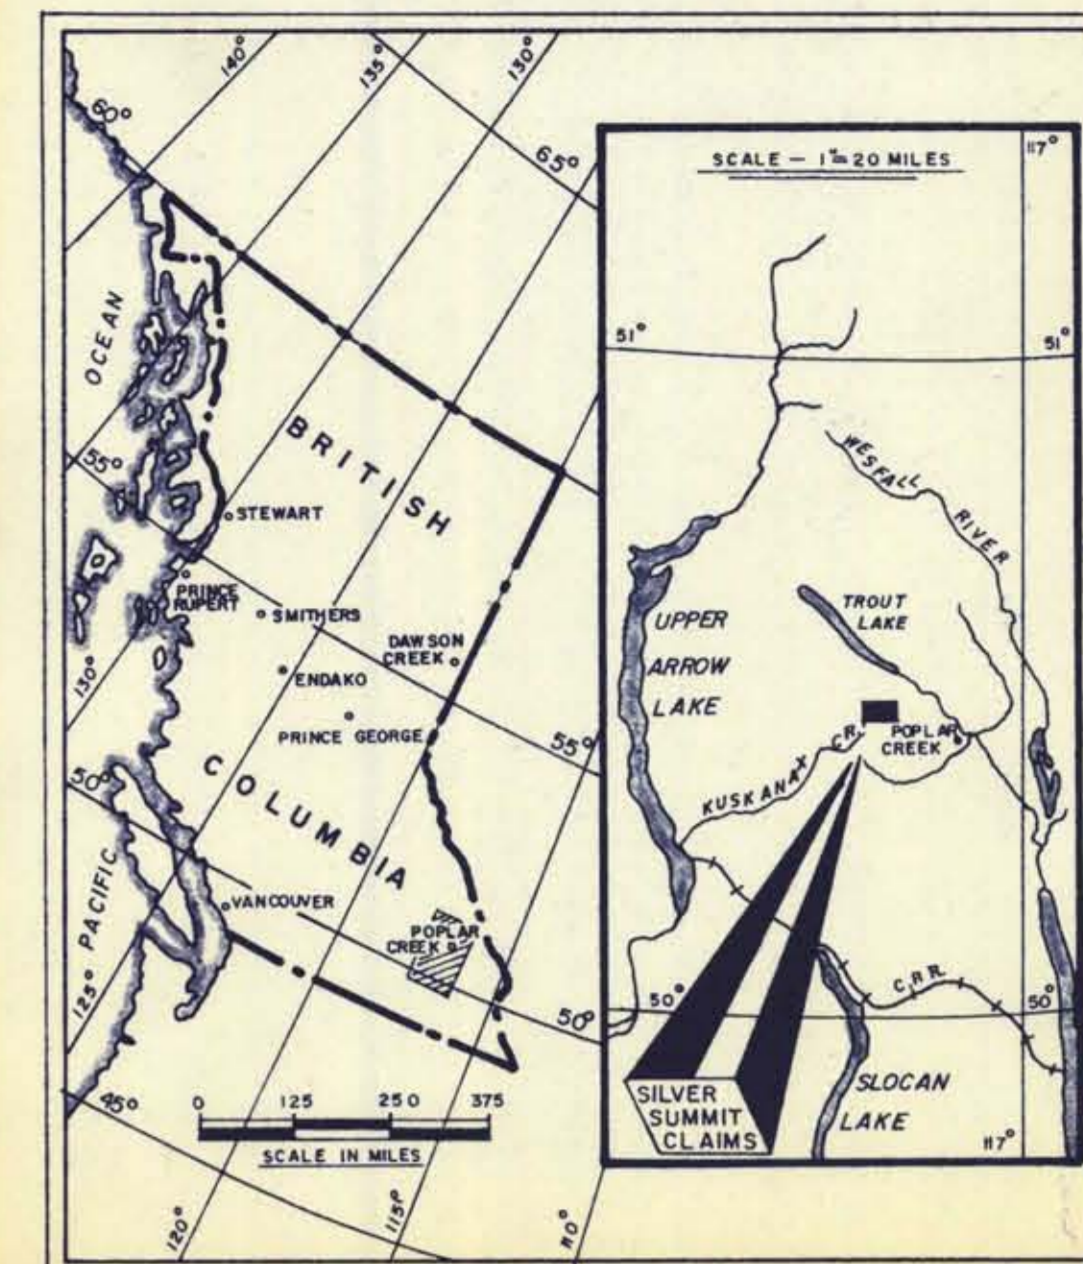 140°
135°
130°
60°
65°
OCEAN
BRITISH
55°
STEWART
PRINCE
RUPERT
SMITHERS
DAWSON
CREEK
ENDAKO
130°
PRINCE GEORGE
55°
50°
COLUMBIA
PACIFIC
VANCOUVER
POPLAR
CREEK
125°
50°
45°
0 125 250 375
SCALE IN MILES
120°
115°
110°
SCALE — 1"=20 MILES
117°
51°
51°
WESFALL RIVER
UPPER
ARROW
LAKE
TROUT
LAKE
POPLAR
CREEK
KUSKANAX CR.
C.P.R.
50°
50°
SILVER
SUMMIT
CLAIMS
SLOCAN
LAKE
117°